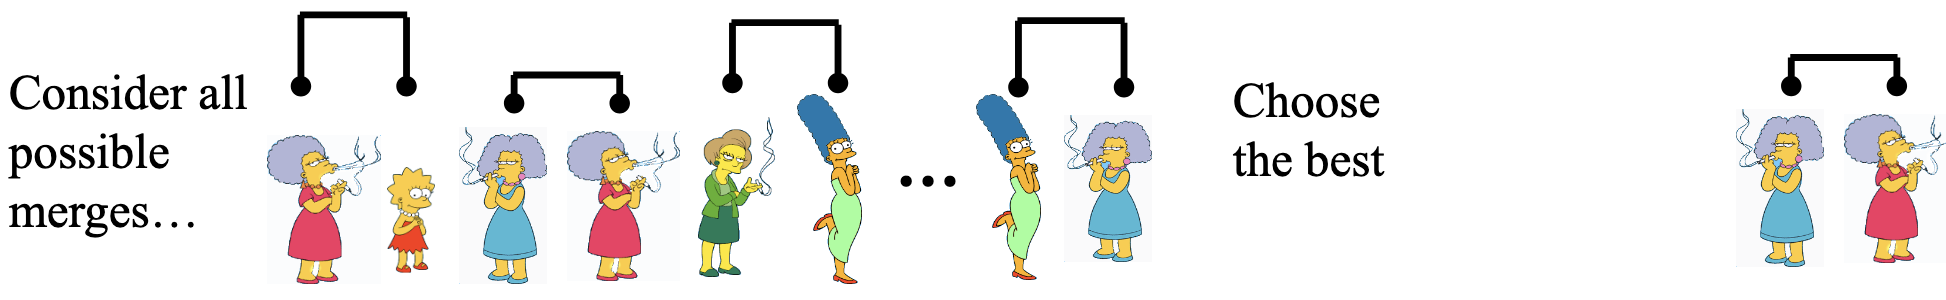 Consider all
possible
merges…
…
Choose
the best